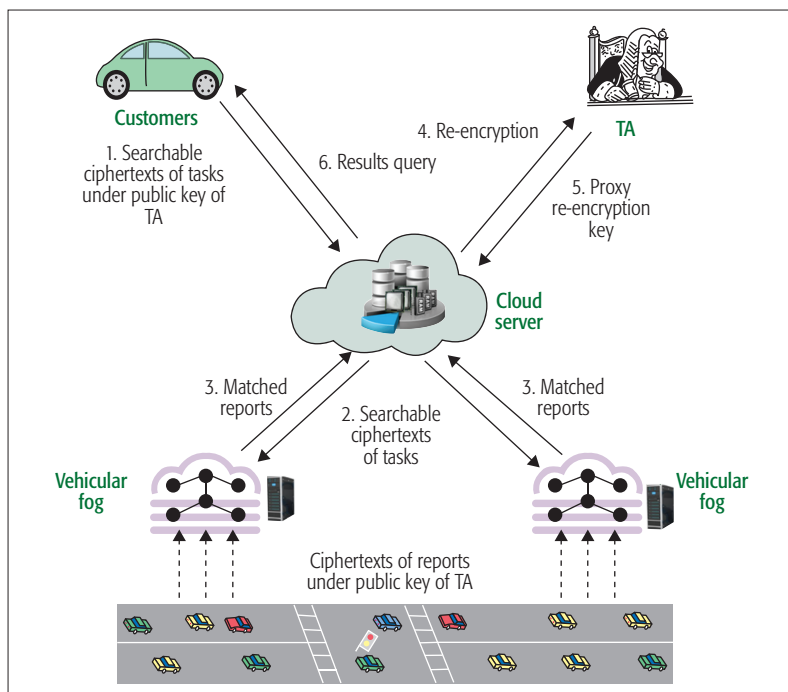 Customers
TA
1. Searchable
ciphertexts of tasks
under public key of
TA
6. Results query
4. Re-encryption
5. Proxy
re-encryption
key
Cloud
server
3. Matched
reports
2. Searchable
ciphertexts
of tasks
3. Matched
reports
Vehicular
fog
Vehicular
fog
Ciphertexts of reports
under public key of TA